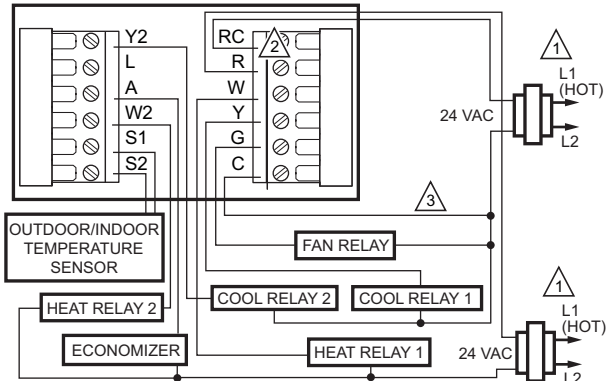 Y2
L
A
W2
S1
S2
RC
R
W
Y
G
C
2
1
L1
(HOT)
24 VAC
L2
3
OUTDOOR/INDOOR
TEMPERATURE
SENSOR
FAN RELAY
HEAT RELAY 2
COOL RELAY 2
COOL RELAY 1
1
L1
(HOT)
ECONOMIZER
HEAT RELAY 1
24 VAC
L2